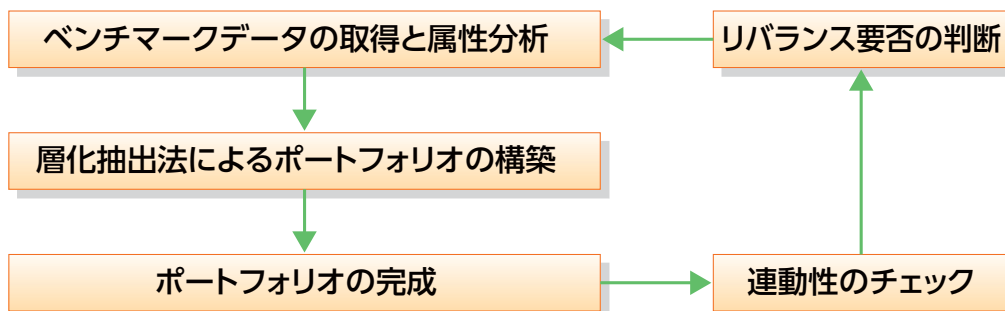 ベンチマークデータの取得と属性分析
リバランス要否の判断
層化抽出法によるポートフォリオの構築
ポートフォリオの完成
連動性のチェック